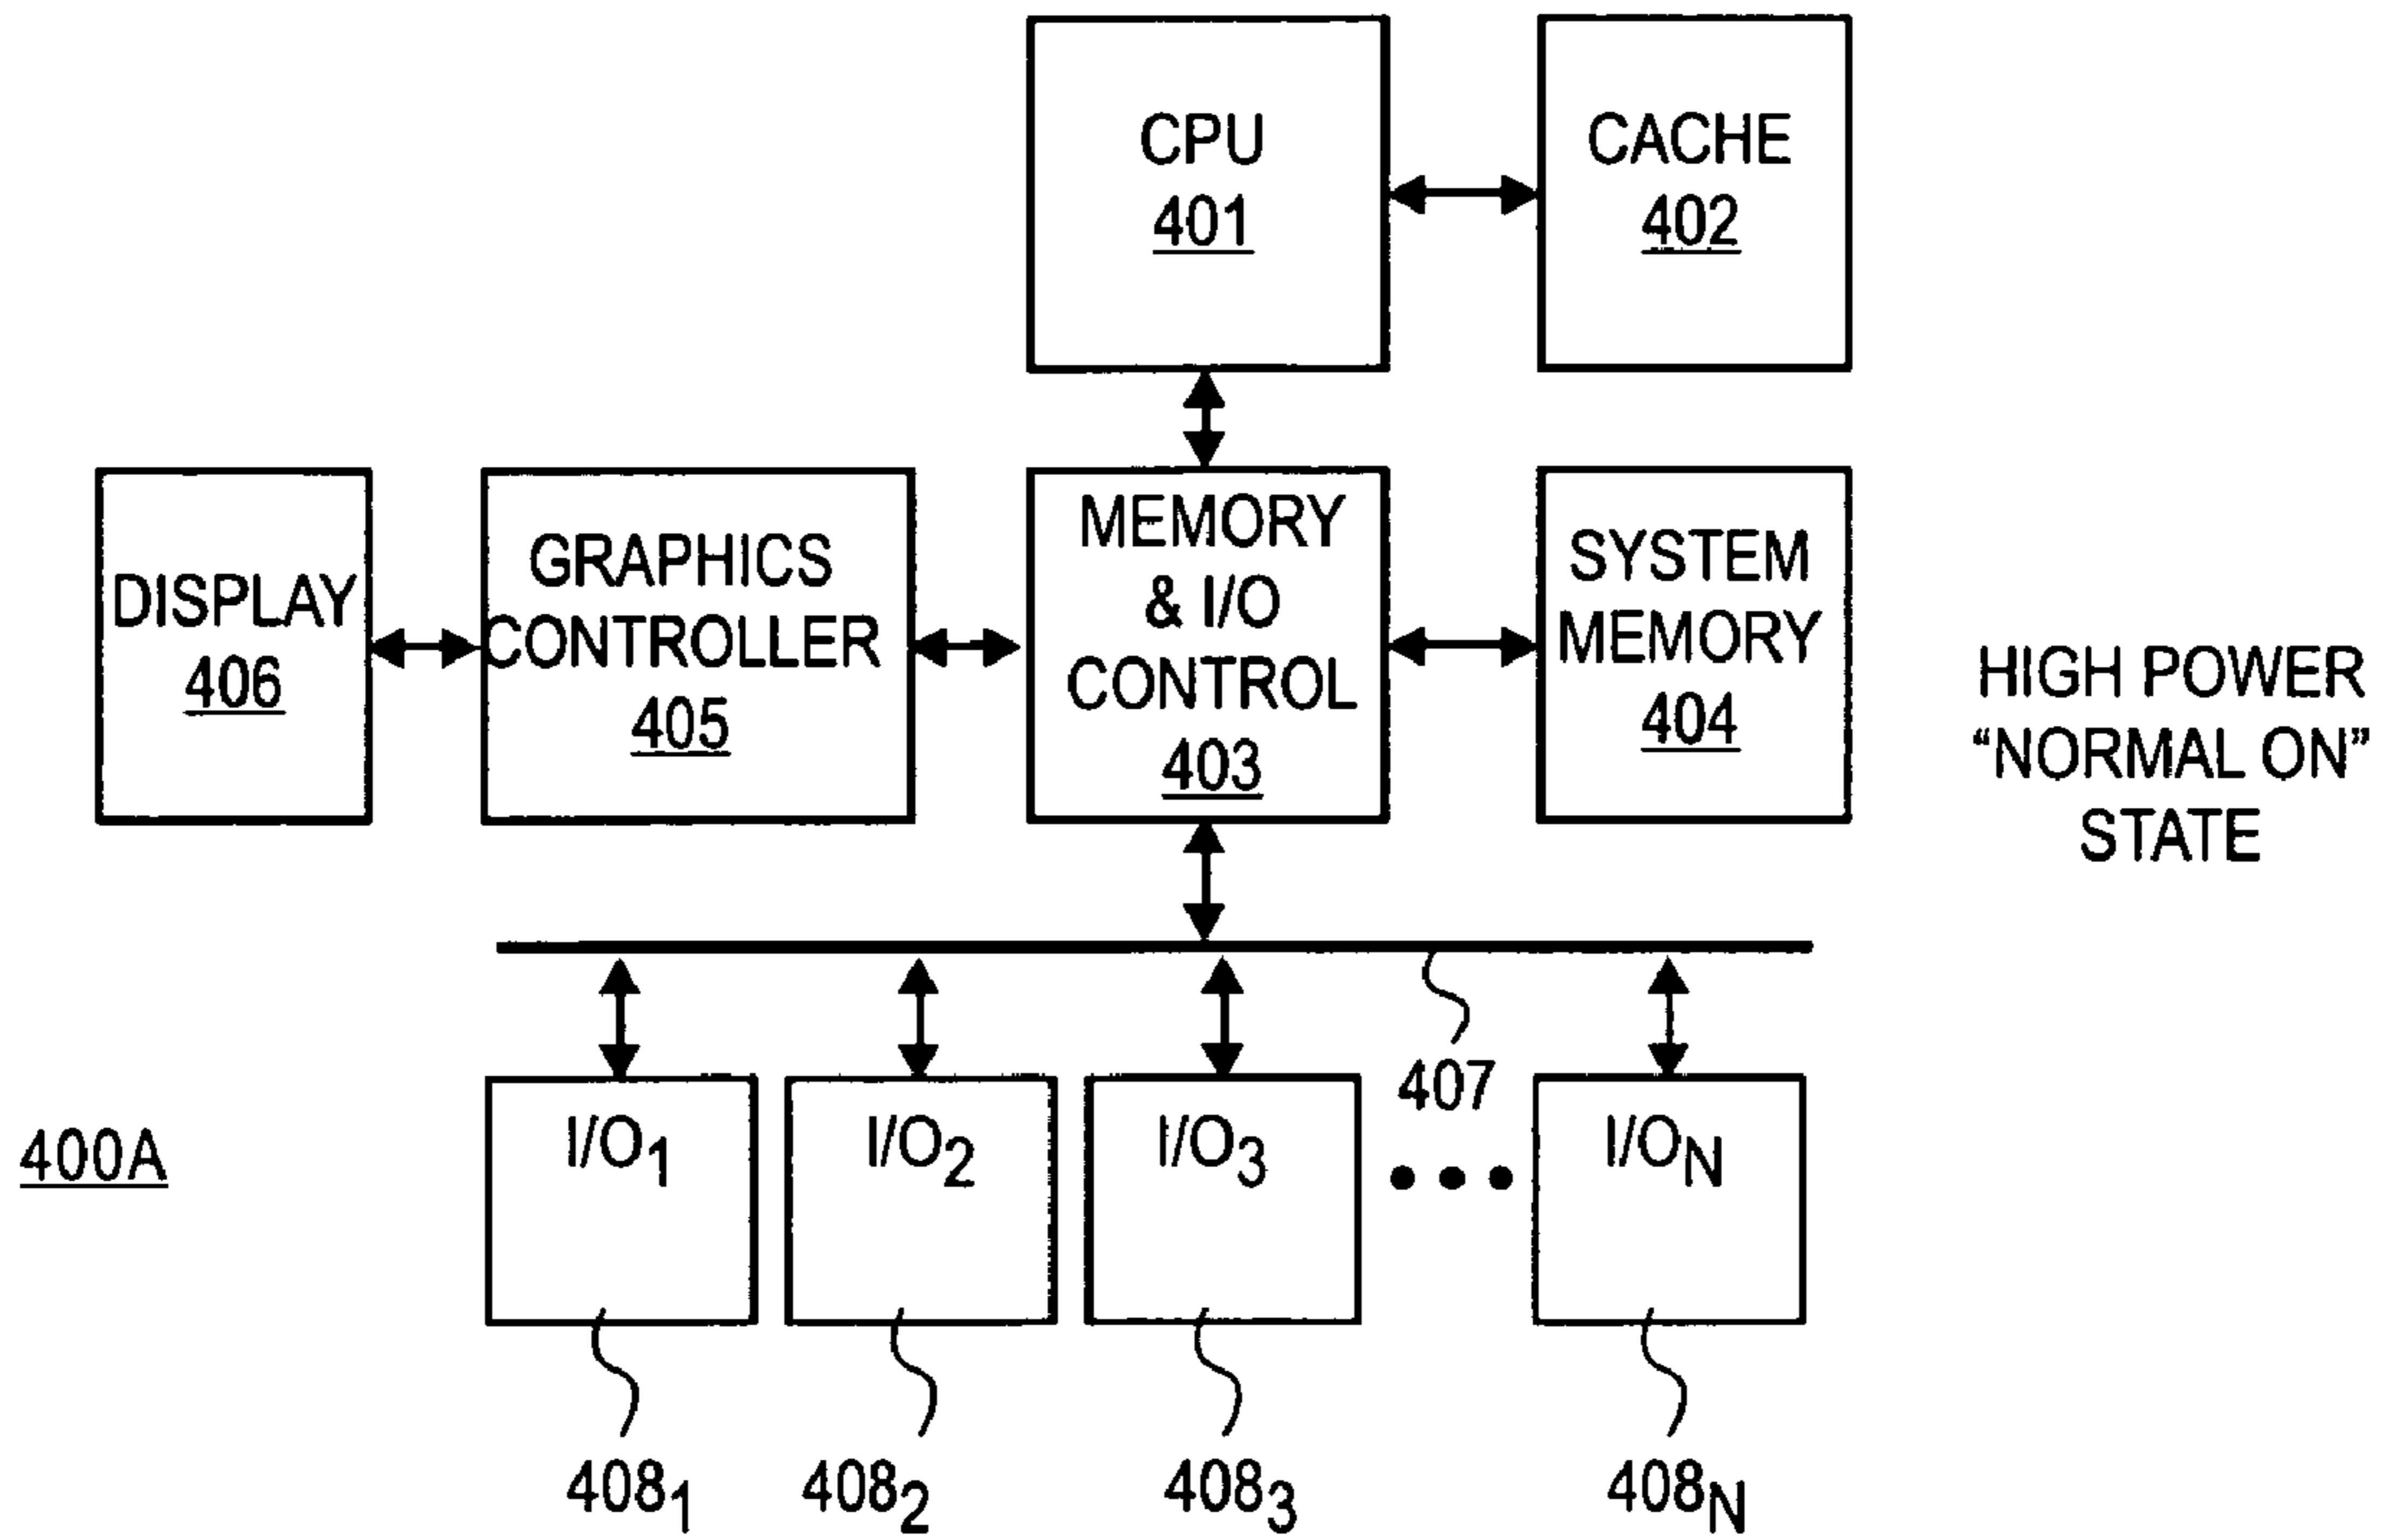 CPU
401
CACHE
402
DISPLAY
406
GRAPHICS
CONTROLLER
405
MEMORY
& I/O
CONTROL
403
SYSTEM
MEMORY
404
HIGH POWER
“NORMAL ON”
STATE
407
400A
I/O1
I/O2
I/O3
I/ON
4081
4082
4083
408N